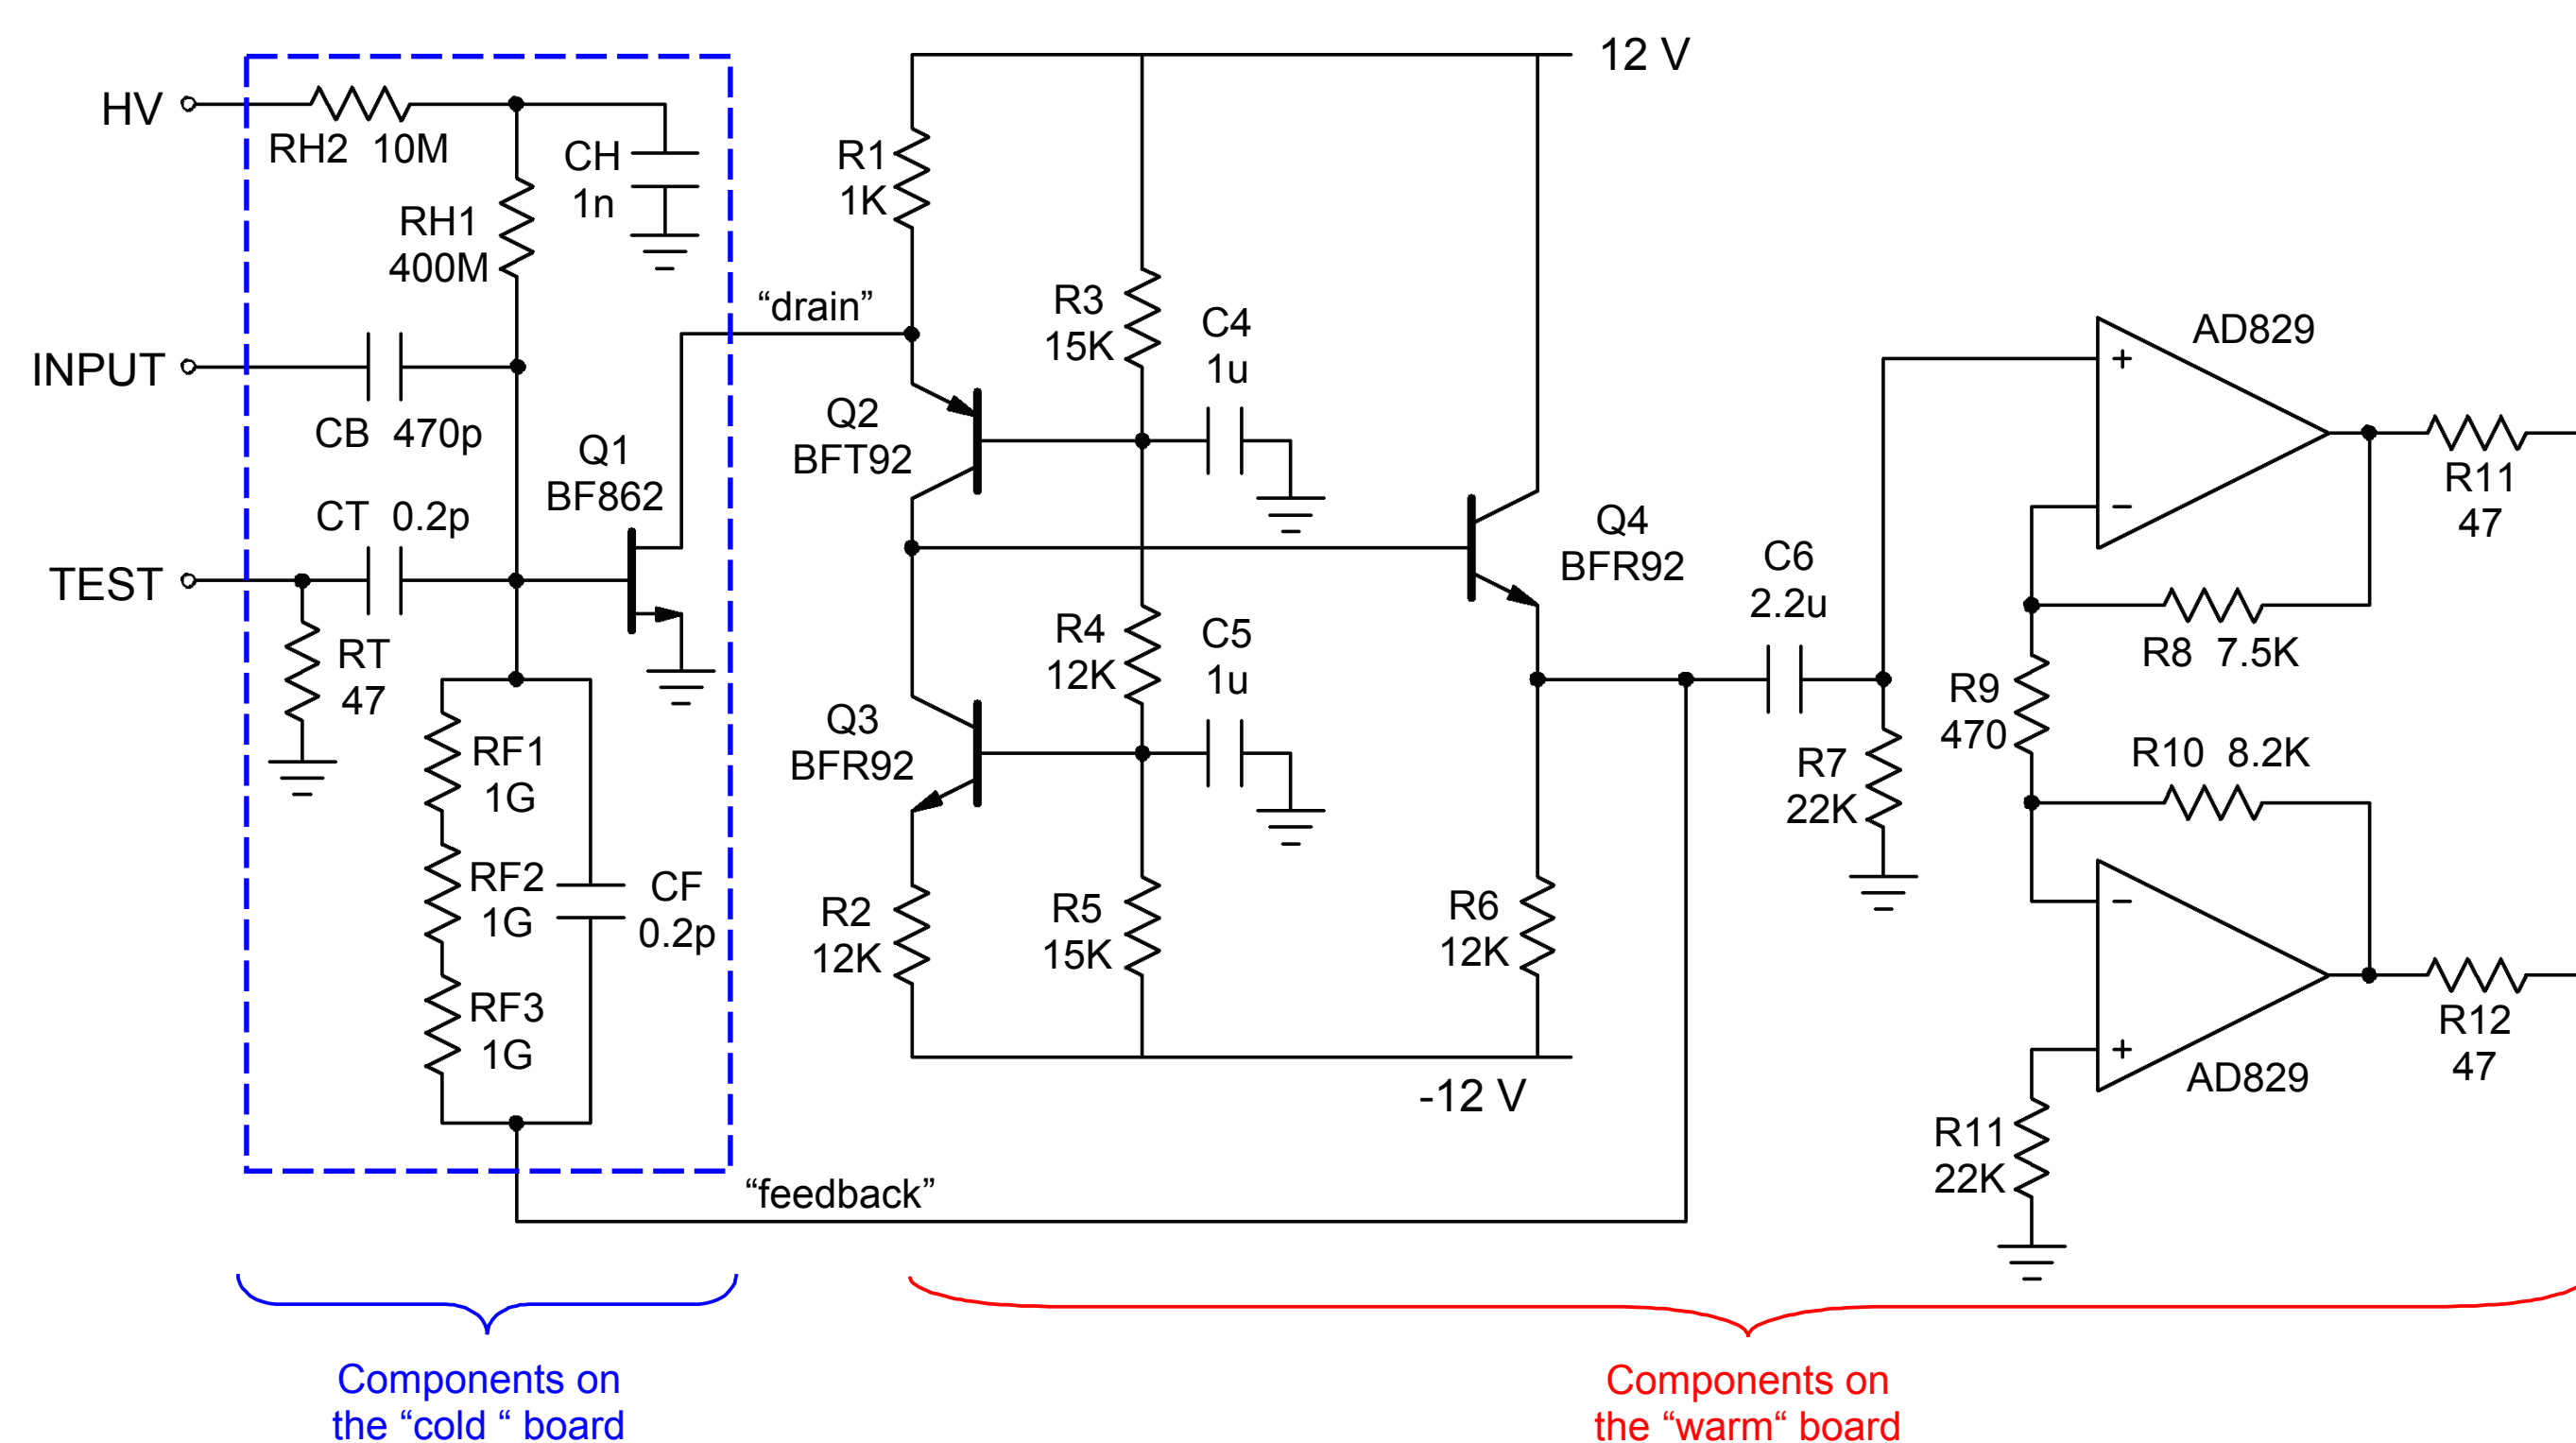 12 V
HV
RH2 10M
CH
1n
RH1
400M
R1
1K
"drain"
R3
15K
C4
1u
INPUT
CB 470p
Q2
BFT92
Q1
BF862
CT 0.2p
TEST
RT
47
Q4
BFR92
C6
2.2u
R4
12K
C5
1u
Q3
BFR92
RF1
1G
RF2
1G
RF3
1G
CF
0.2p
R2
12K
R5
15K
R6
12K
-12 V
"feedback"
AD829
+
−
R11
47
R8 7.5K
R9
470
R7
22K
R10 8.2K
−
+
AD829
R12
47
R11
22K
Components on
the “cold “ board
Components on
the “warm“ board